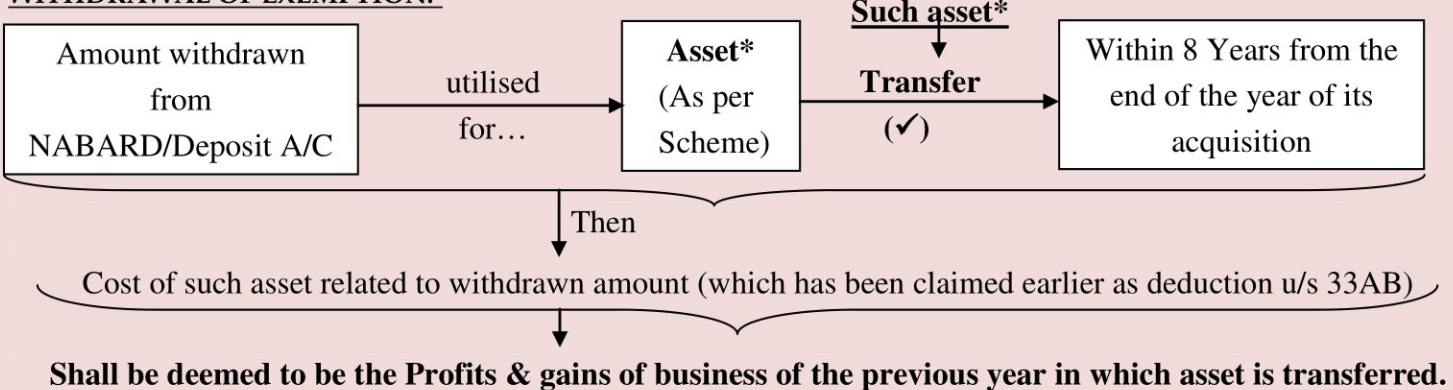 WITHDRAWAL OF EXEMPTION:
Amount withdrawn
from
NABARD/Deposit A/C
utilised
for…
Asset*
(As per
Scheme)
Such asset*
Transfer
(✓)
Within 8 Years from the
end of the year of its
acquisition
Then
Cost of such asset related to withdrawn amount (which has been claimed earlier as deduction u/s 33AB)
Shall be deemed to be the Profits & gains of business of the previous year in which asset is transferred.